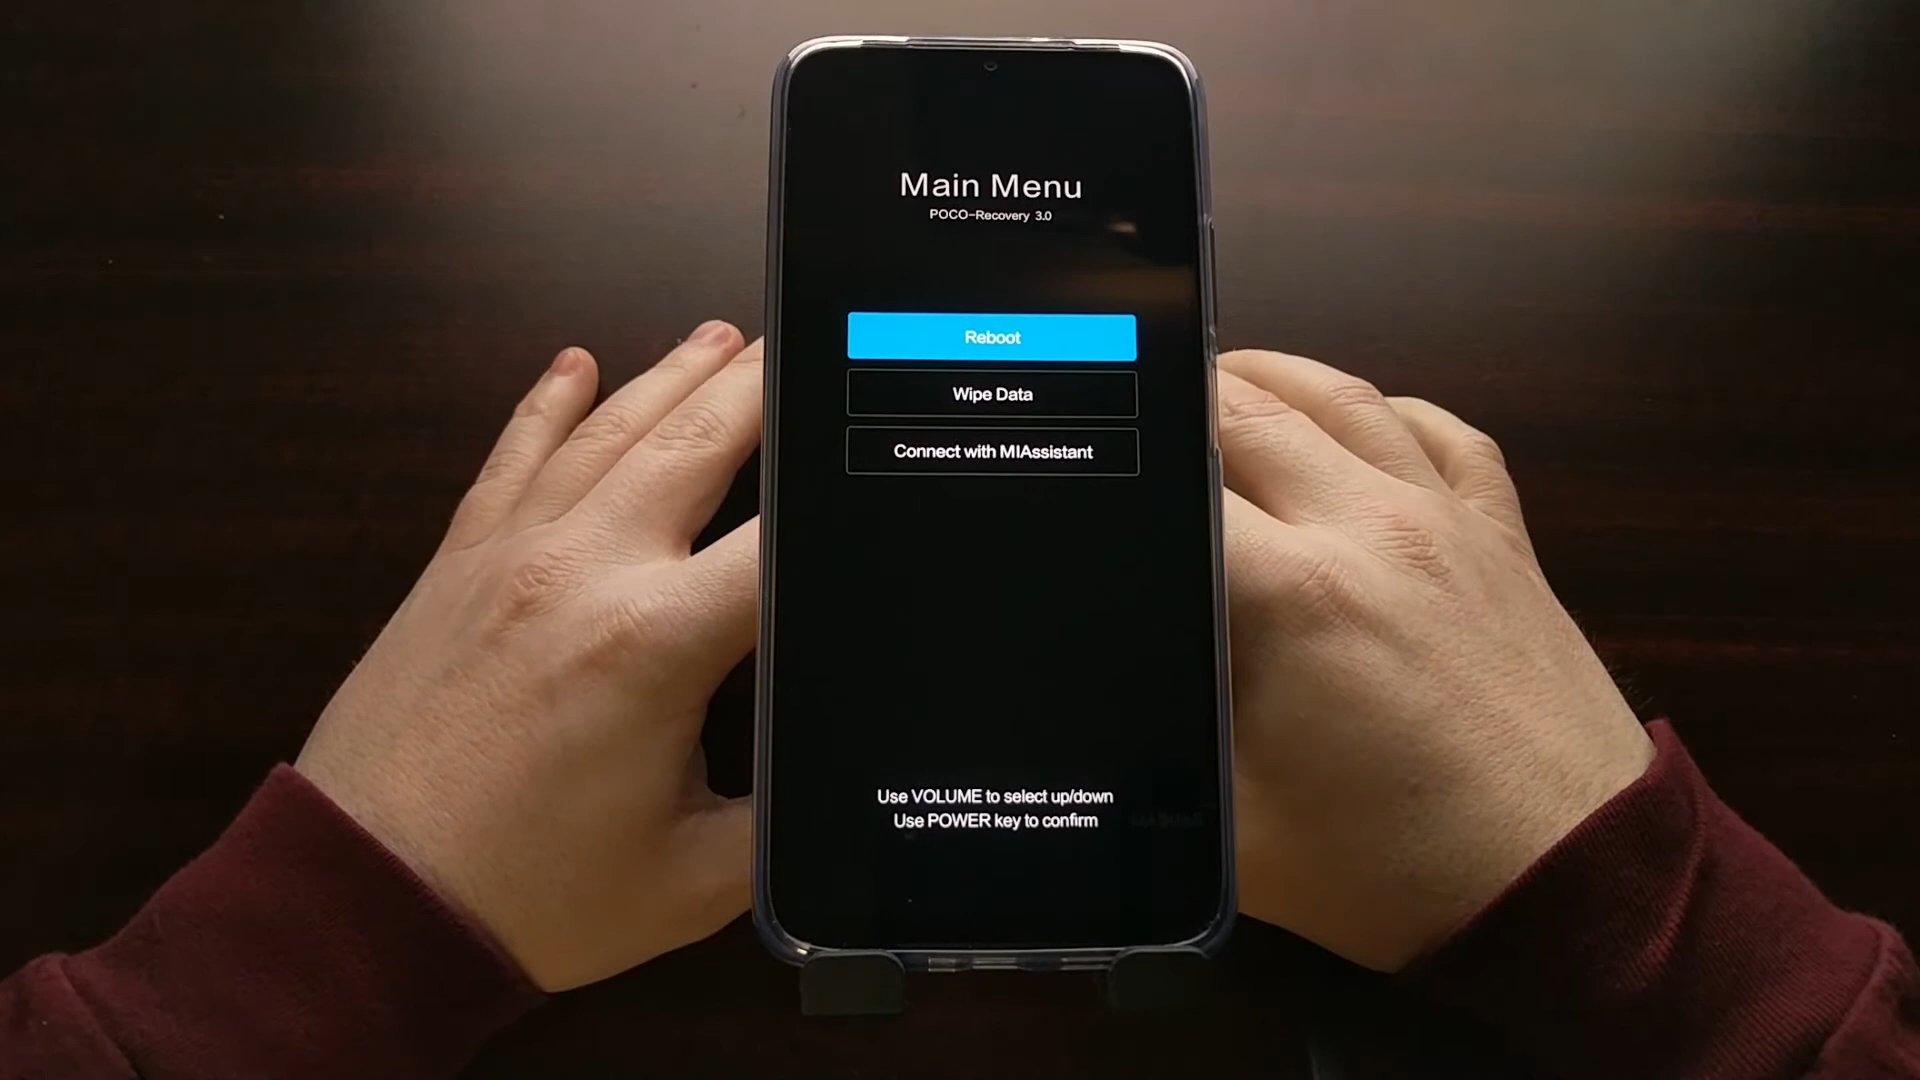 Main Menu
POCO-Recovery 3.0
Reboot
Wipe Data
Connect with MIAssistant
Use VOLUME to select up/down
Use POWER key to confirm